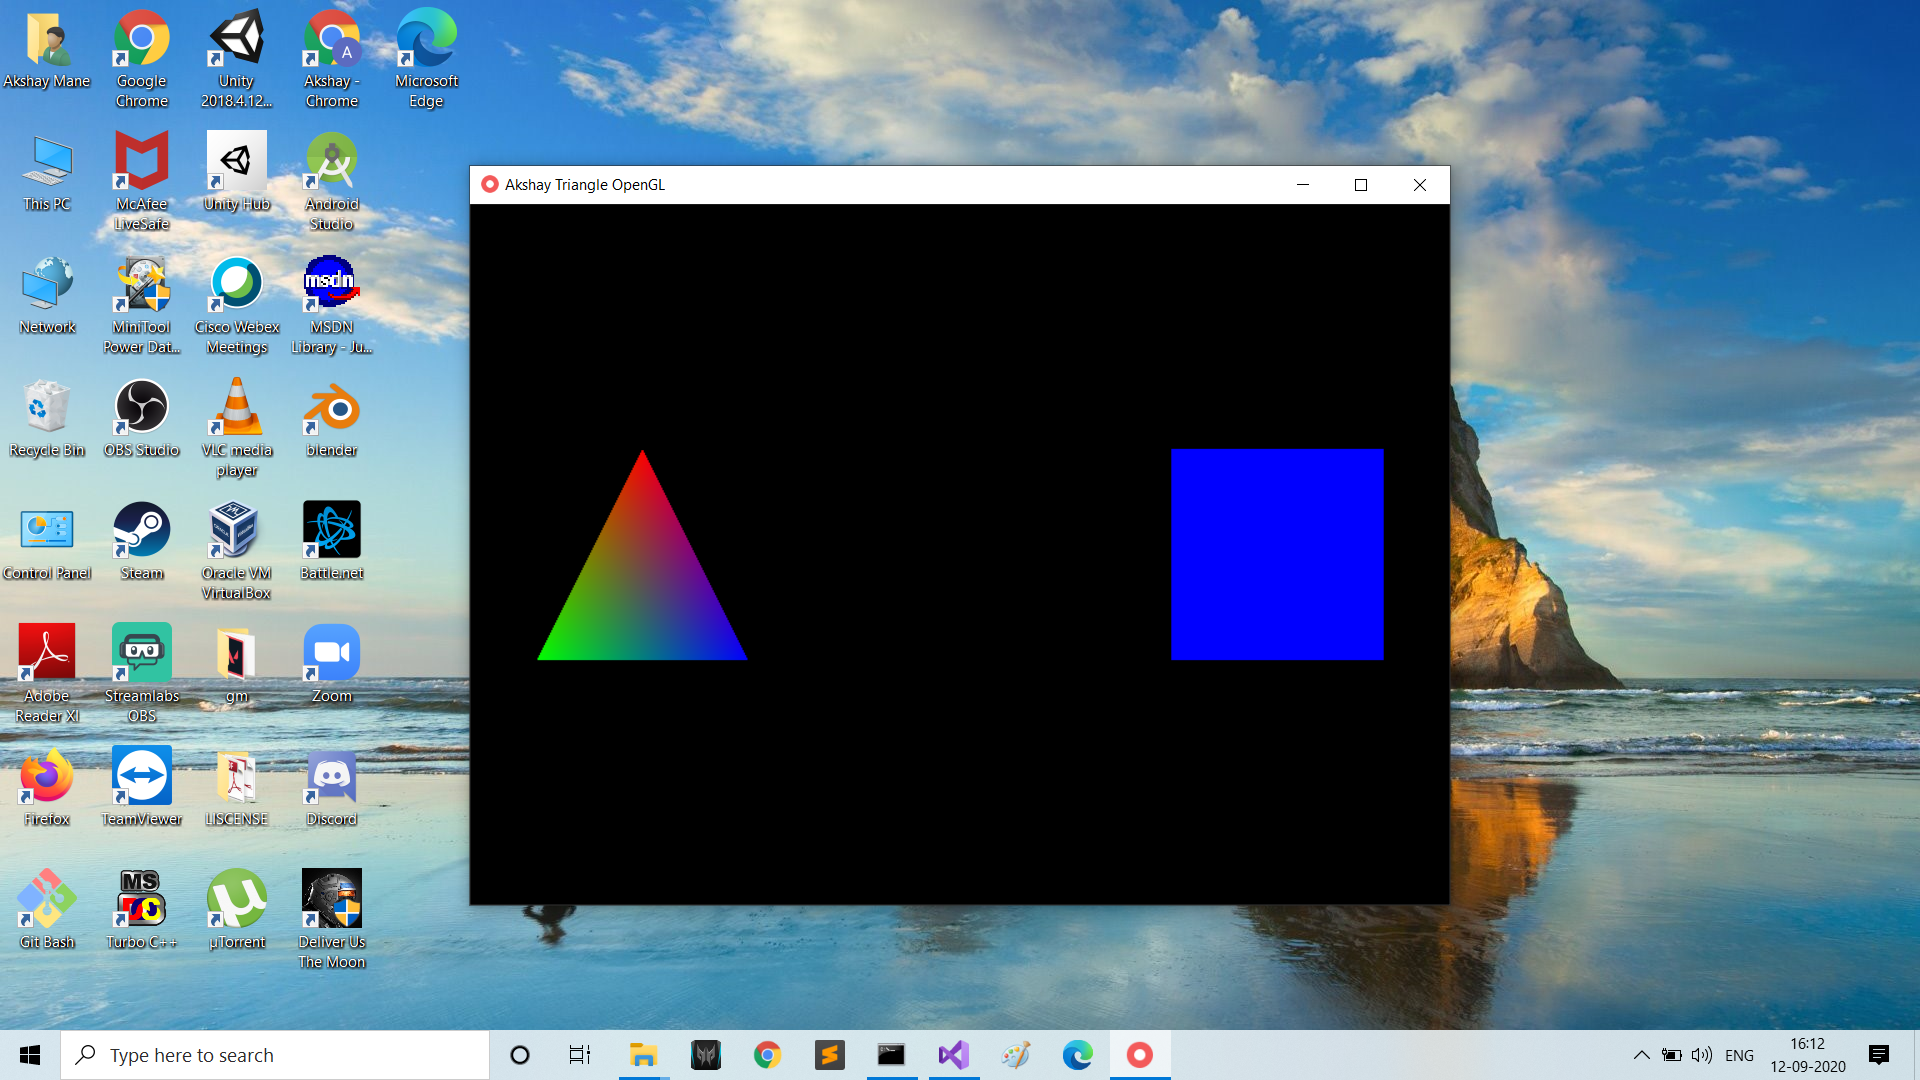 Akshay Mane
Google
Chrome
Unity
2018.4.12...
Akshay -
Chrome
A
Microsoft
Edge
This PC
McAfee
LiveSafe
Unity Hub
Android
Studio
Network
MiniTool
Power Dat...
Cisco Webex
Meetings
msdn
MSDN
Library - Ju...
Recycle Bin
OBS Studio
VLC media
player
blender
Control Panel
Steam
Oracle VM
VirtualBox
Battle.net
Adobe
Reader XI
Streamlabs
OBS
gm
Zoom
Firefox
TeamViewer
LISCENSE
Discord
Git Bash
MS
Turbo C++
µTorrent
Deliver Us
The Moon
Akshay Triangle OpenGL
Type here to search
ENG
16:12
12-09-2020